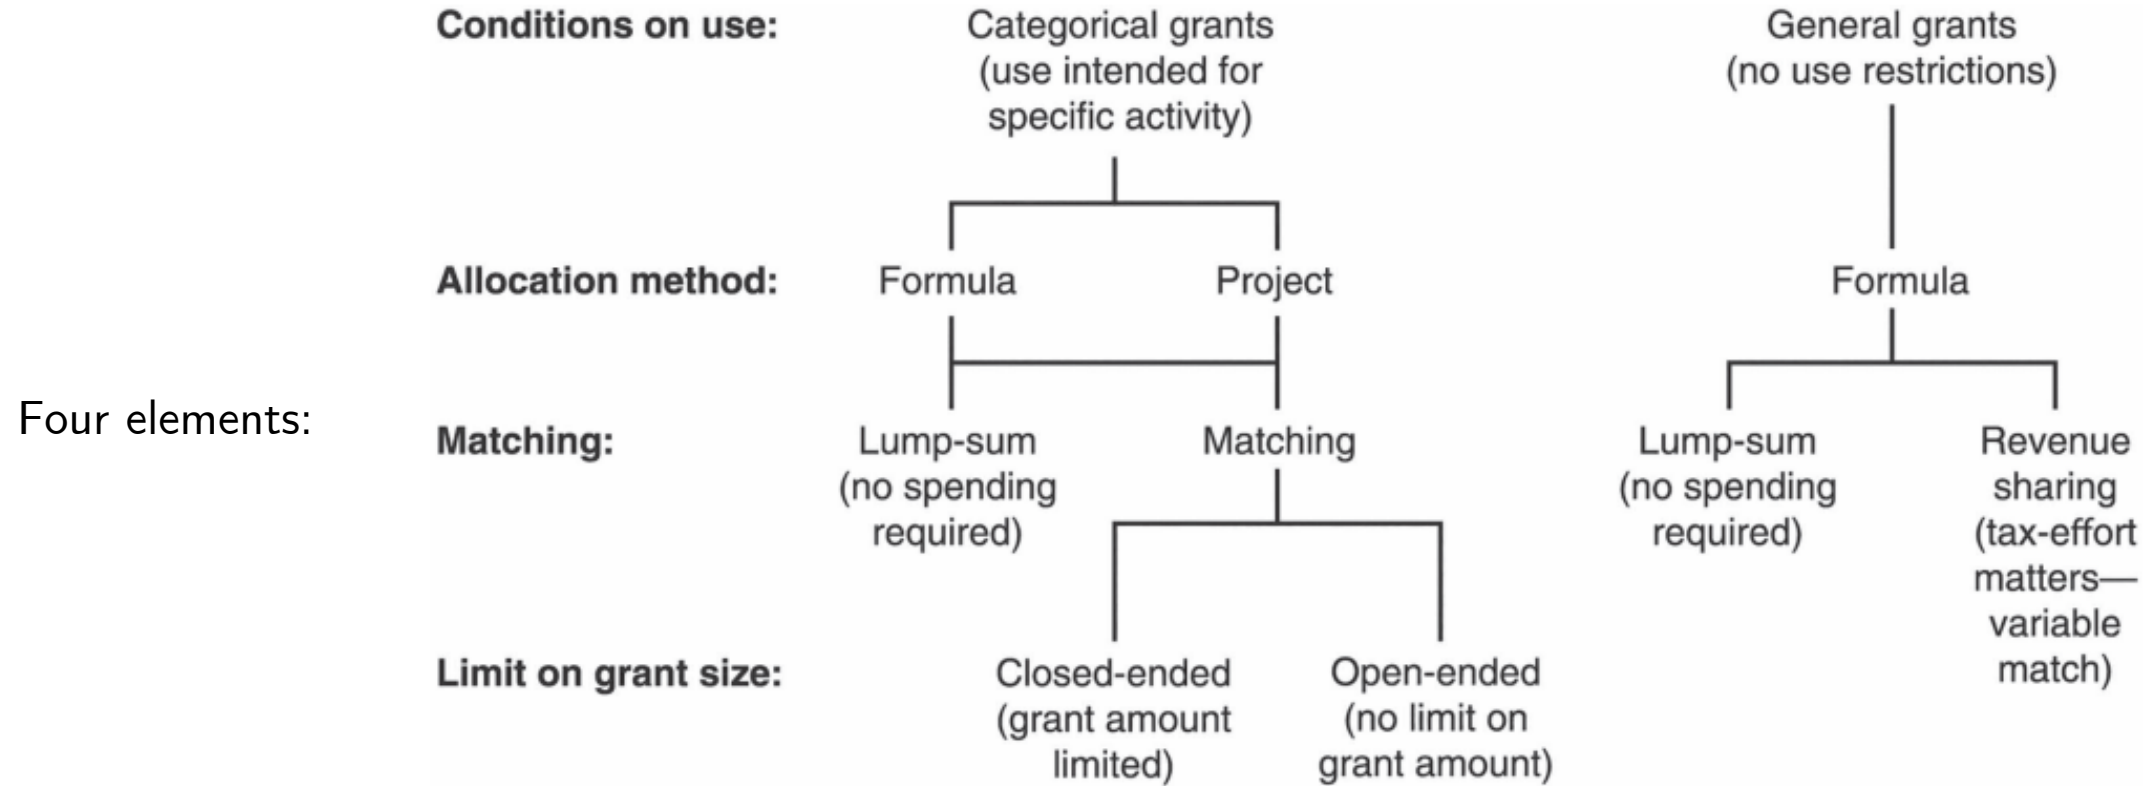 Four elements:
Conditions on use:
Categorical grants
(use intended for
specific activity)
General grants
(no use restrictions)
Allocation method:
Formula
Project
Formula
Matching:
Lump-sum
(no spending
required)
Matching
Lump-sum
(no spending
required)
Revenue
sharing
(tax-effort
matters—
variable
match)
Limit on grant size:
Closed-ended
(grant amount
limited)
Open-ended
(no limit on
grant amount)